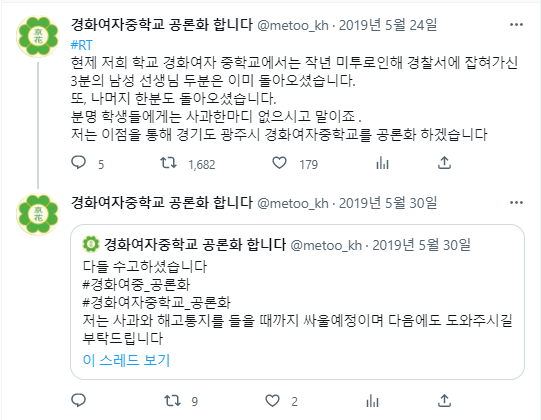 경화여자중학교 공론화 합니다 @metoo_kh · 2019년 5월 24일
#RT
현제 저희 학교 경화여자 중학교에서는 작년 미투로인해 경찰서에 잡혀가신
3분의 남성 선생님 두분은 이미 돌아오셨습니다.
또, 나머지 한분도 돌아오셨습니다.
분명 학생들에게는 사과한마디 없으시고 말이죠 .
저는 이점을 통해 경기도 광주시 경화여자중학교를 공론화 하겠습니다
5 1,682 179
경화여자중학교 공론화 합니다 @metoo_kh · 2019년 5월 30일
경화여자중학교 공론화 합니다 @metoo_kh · 2019년 5월 30일
다들 수고하셨습니다
#경화여중_공론화
#경화여자중학교_공론화
저는 사과와 해고통지를 들을 때까지 싸울예정이며 다음에도 도와주시길
부탁드립니다
이 스레드 보기
9 2